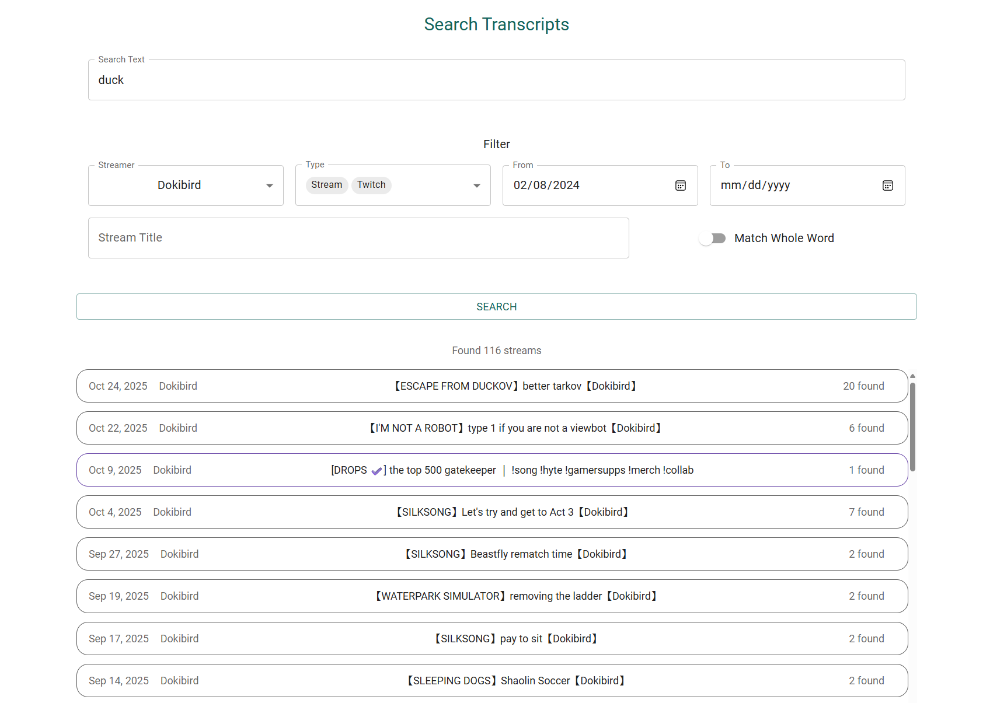 Search Transcripts
Search Text
duck
Filter
Streamer
Dokibird
Type
Stream Twitch
From
02/08/2024
To
mm/dd/yyyy
Stream Title
Match Whole Word
SEARCH
Found 116 streams
Oct 24, 2025 Dokibird 【ESCAPE FROM DUCKOV】better tarkov【Dokibird】 20 found
Oct 22, 2025 Dokibird 【I'M NOT A ROBOT】type 1 if you are not a viewbot【Dokibird】 6 found
Oct 9, 2025 Dokibird [DROPS ✔] the top 500 gatekeeper ｜ !song !hyte !gamersupps !merch !collab 1 found
Oct 4, 2025 Dokibird 【SILKSONG】Let's try and get to Act 3【Dokibird】 7 found
Sep 27, 2025 Dokibird 【SILKSONG】Beastfly rematch time【Dokibird】 2 found
Sep 19, 2025 Dokibird 【WATERPARK SIMULATOR】removing the ladder【Dokibird】 2 found
Sep 17, 2025 Dokibird 【SILKSONG】pay to sit【Dokibird】 2 found
Sep 14, 2025 Dokibird 【SLEEPING DOGS】Shaolin Soccer【Dokibird】 2 found